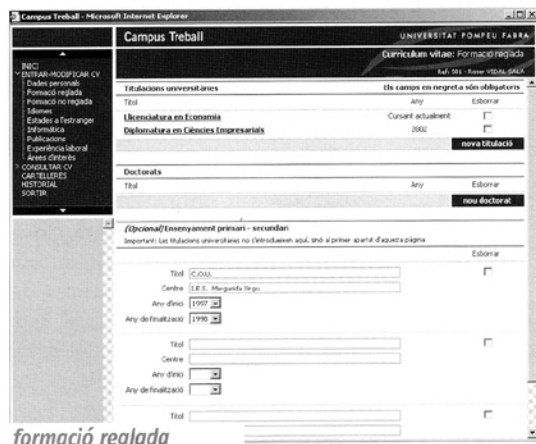 Campus Treball - Microsoft Internet Explorer
Campus Treball
UNIVERSITAT POMPEU FABRA
Curriculum vitae: Formació reglada
Ref: 501 - Roser VIDAL SALA
INICI
ENTRAR-MODIFICAR CV
Dades personals
Formació reglada
Formació no reglada
Idiomes
Estades a l'estranger
Informàtica
Publicacions
Experiència laboral
Àrees d'interès
CONSULTAR CV
CARTELLERES
HISTORIAL
SORTIR
Titulacions universitàries Els camps en negreta són obligatoris
Títol Any Esborrar
Llicenciatura en Economia Cursant actualment
Diplomatura en Ciències Empresarials 2002
nova titulació
Doctorats
Títol Any Esborrar
nou doctorat
(Opcional) Ensenyament primari - secundari
Important: Les titulacions universitàries no s'introdueixen aquí, sinó al primer apartat d'aquesta pàgina
Esborrar
Títol C.O.U.
Centre I.E.S. Margarida Xirgu
Any d'inici 1997
Any de finalització 1998
Títol
Centre
Any d'inici
Any de finalització
Títol
formació reglada